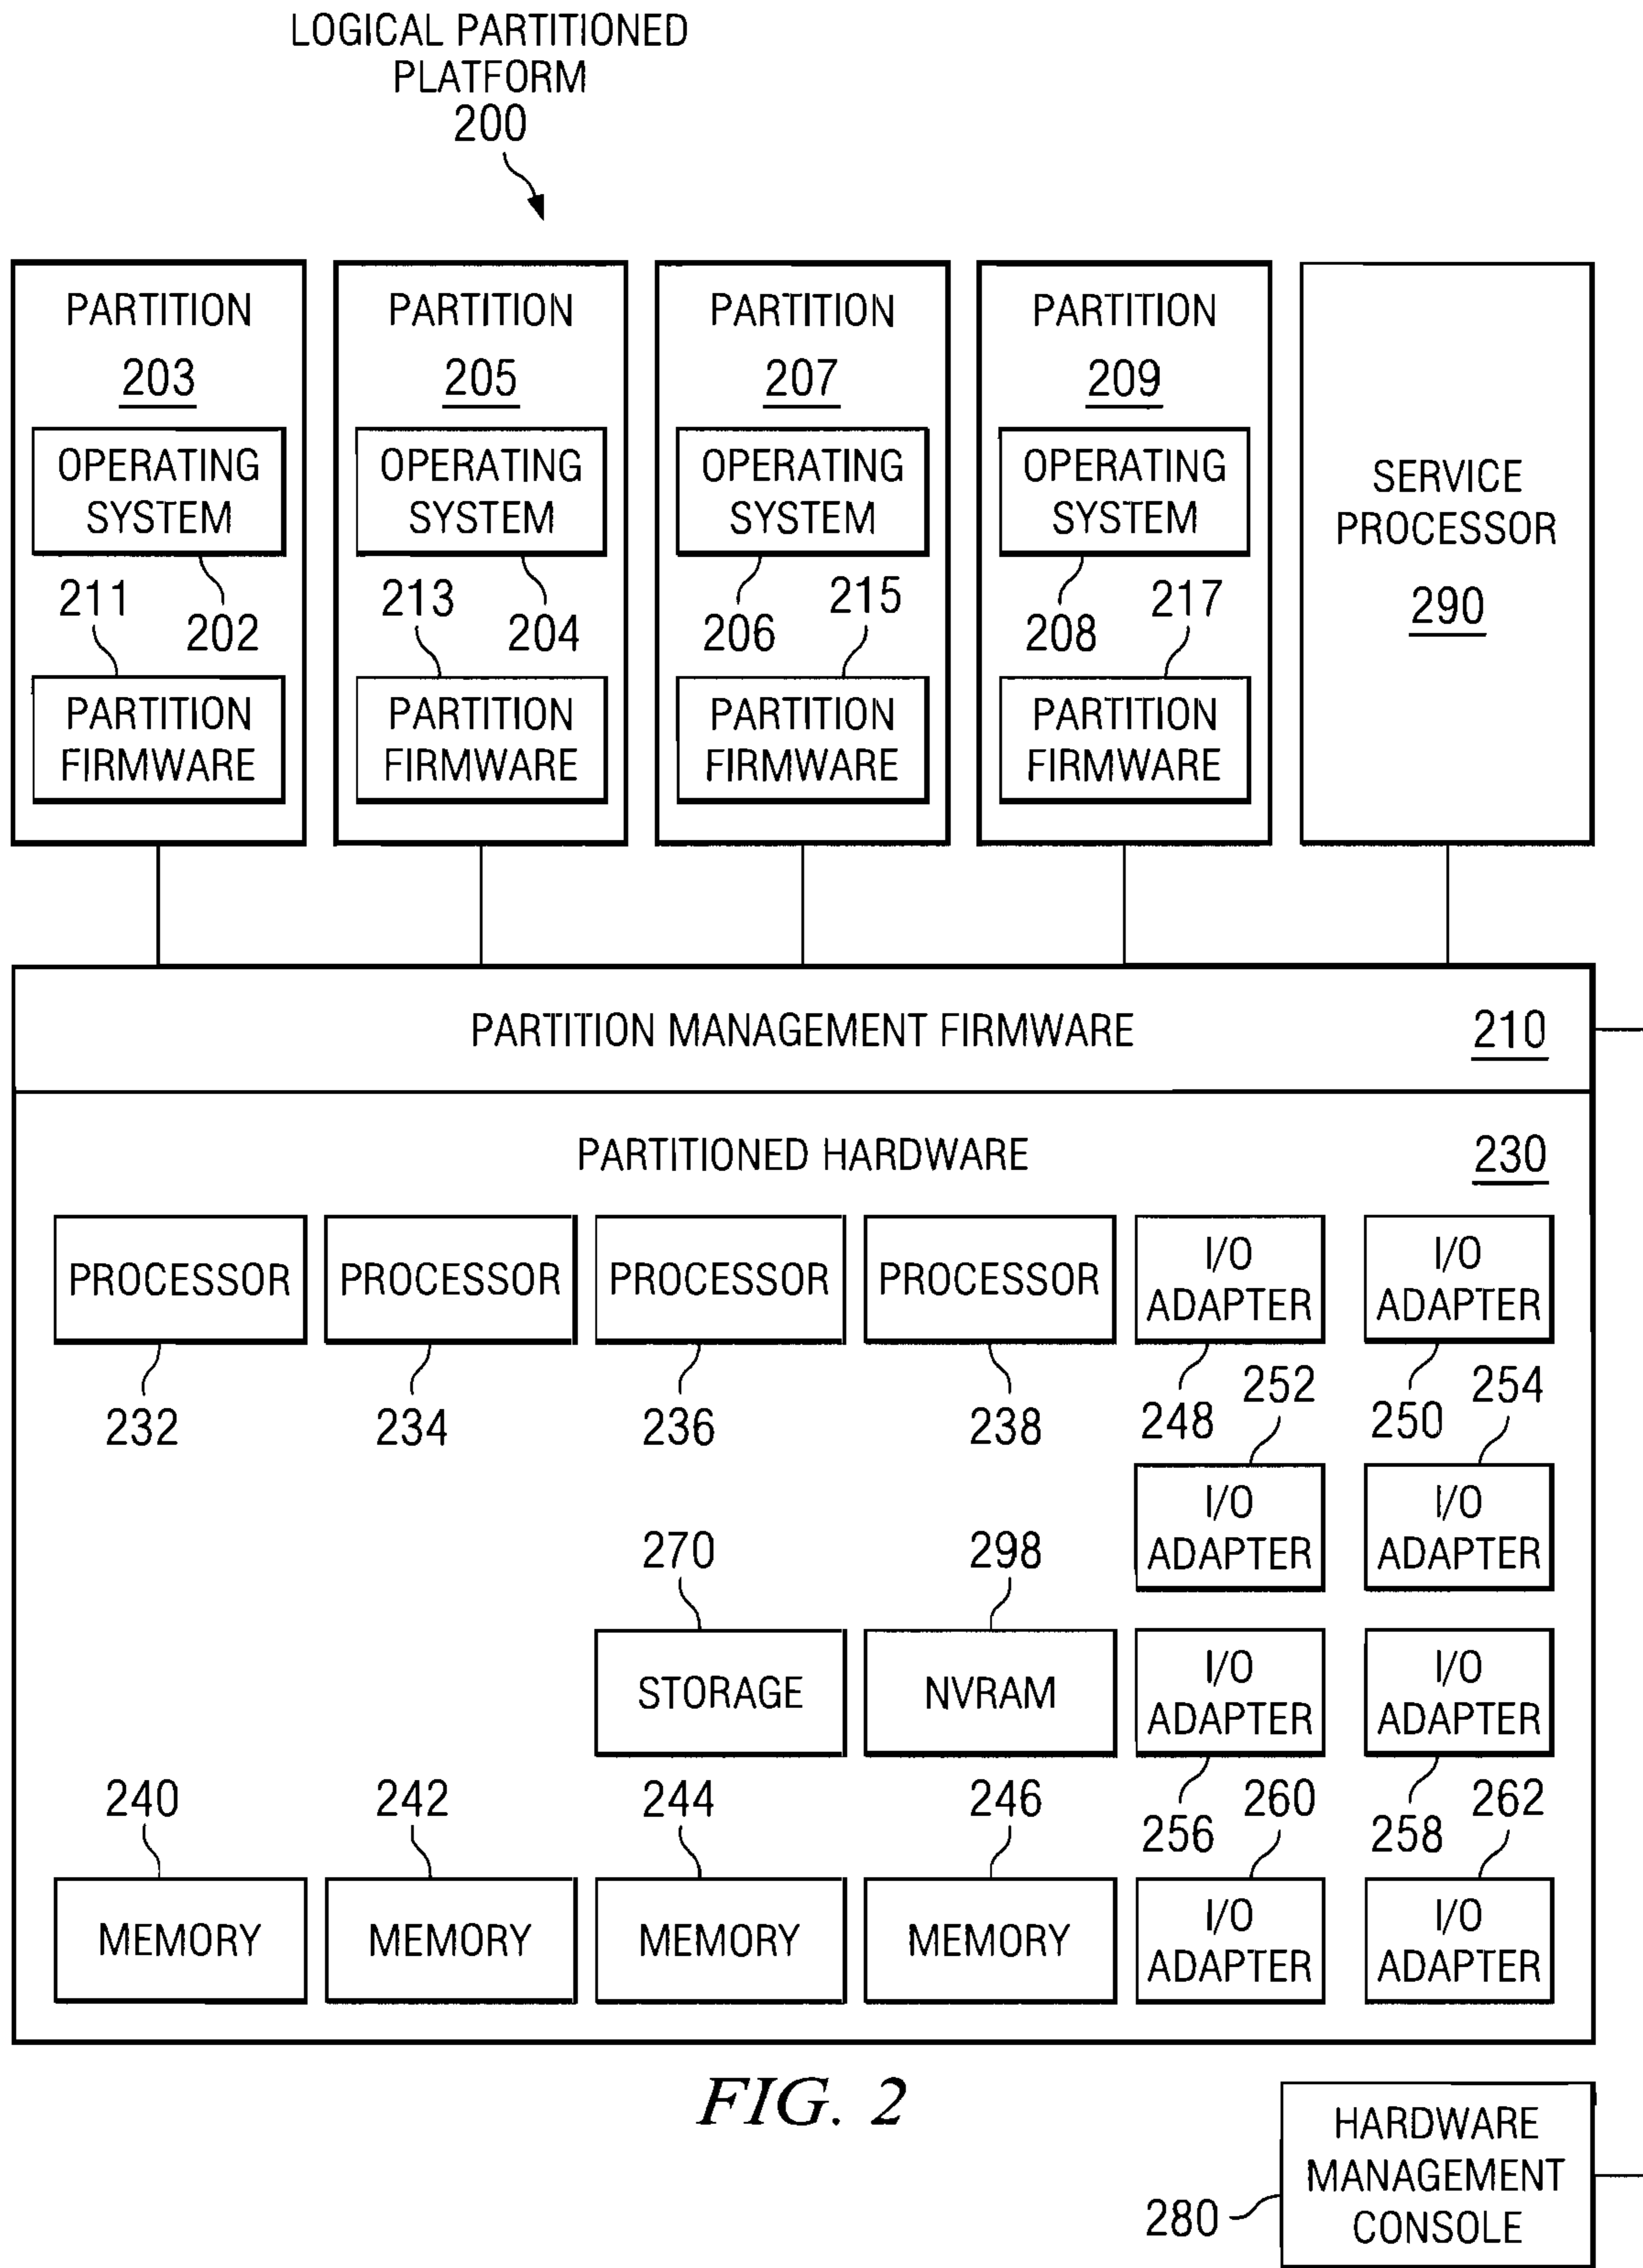 LOGICAL PARTITIONED
PLATFORM
200
PARTITION
203
OPERATING
SYSTEM
202
211
PARTITION
FIRMWARE
PARTITION
205
OPERATING
SYSTEM
204
213
PARTITION
FIRMWARE
PARTITION
207
OPERATING
SYSTEM
206
215
PARTITION
FIRMWARE
PARTITION
209
OPERATING
SYSTEM
208
217
PARTITION
FIRMWARE
SERVICE
PROCESSOR
290
PARTITION MANAGEMENT FIRMWARE 210
PARTITIONED HARDWARE 230
PROCESSOR
232
PROCESSOR
234
PROCESSOR
236
PROCESSOR
238
I/O
ADAPTER
248
I/O
ADAPTER
250
252
I/O
ADAPTER
254
I/O
ADAPTER
270
STORAGE
298
NVRAM
I/O
ADAPTER
256
I/O
ADAPTER
258
240
MEMORY
242
MEMORY
244
MEMORY
246
MEMORY
260
I/O
ADAPTER
262
I/O
ADAPTER
FIG. 2
HARDWARE
MANAGEMENT
CONSOLE
280